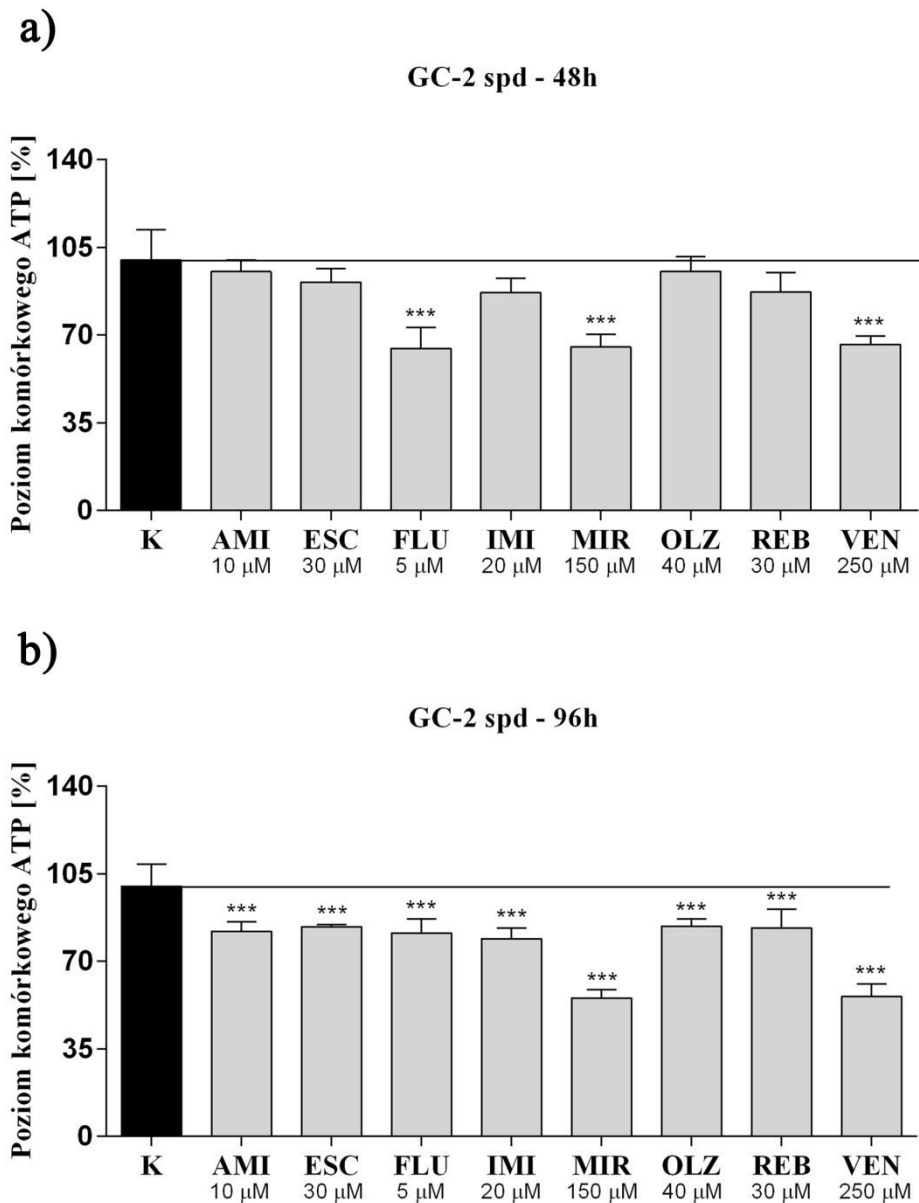 a)
GC-2 spd - 48h
Poziom komórkowego ATP [%]
140
105
70
35
0
***
***
***
K AMI ESC FLU IMI MIR OLZ REB VEN
10 μM 30 μM 5 μM 20 μM 150 μM 40 μM 30 μM 250 μM
b)
GC-2 spd - 96h
Poziom komórkowego ATP [%]
140
105
70
35
0
***
***
***
***
***
***
***
***
K AMI ESC FLU IMI MIR OLZ REB VEN
10 μM 30 μM 5 μM 20 μM 150 μM 40 μM 30 μM 250 μM